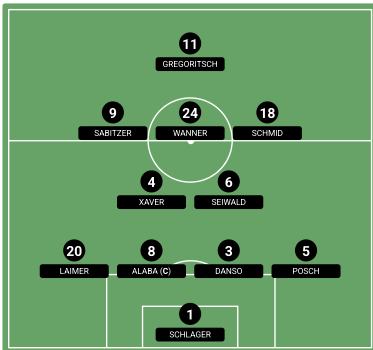 11
GREGORITSCH
9 24 18
SABITZER WANNER SCHMID
4 6
XAVER SEIWALD
20 8 3 5
LAIMER ALABA (C) DANSO POSCH
1
SCHLAGER